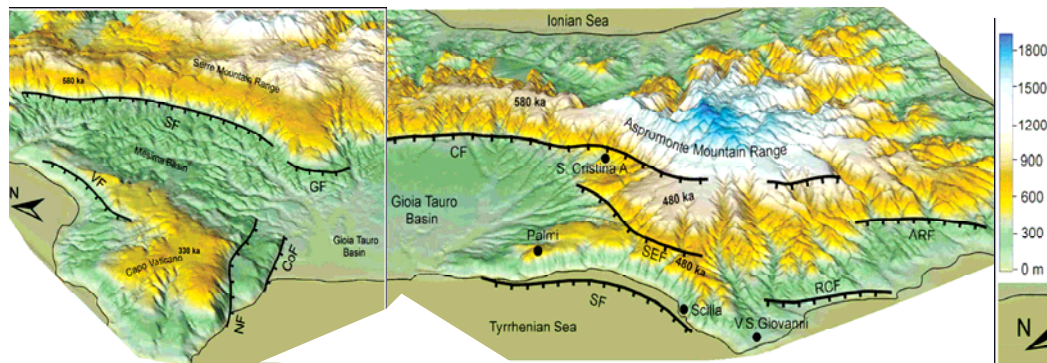 Ionian Sea
580 ka
Serre Mountain Range
SF
Mesima Basin
GF
VF
N
330 ka
Capo Vaticano
NF
CoF
Gioia Tauro
Basin
580 ka
Asprumonte Mountain Range
CF
S. Cristina A.
480 ka
Gioia Tauro
Basin
Palmi
SEF
480 ka
ARF
SF
RCF
Scilla
V.S.Giovanni
Tyrrhenian Sea
1800
1500
1200
900
600
300
0 m
N